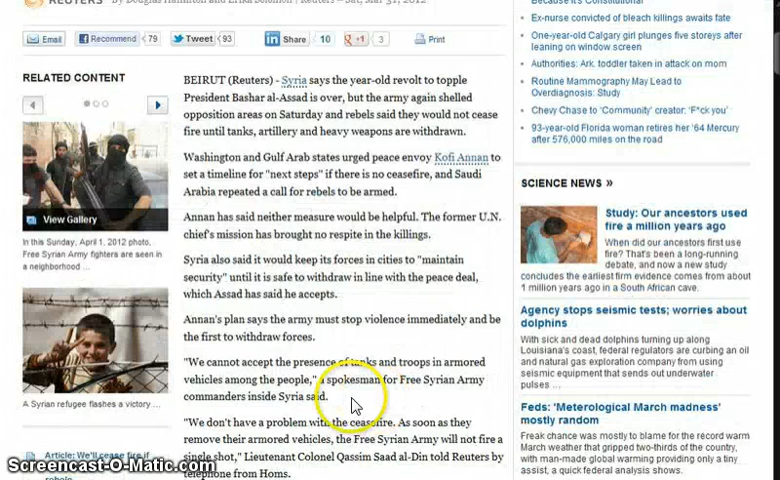 REUTERS By Douglas Hamilton and Erika Solomon | Reuters – Sat, Mar 31, 2012
Email Recommend 79 Tweet 93 Share 10 +1 3 Print
RELATED CONTENT
View Gallery
In this Sunday, April 1, 2012 photo,
Free Syrian Army fighters are seen in
a neighborhood ...
A Syrian refugee flashes a victory ...
Article: We'll cease fire if
BEIRUT (Reuters) - Syria says the year-old revolt to topple
President Bashar al-Assad is over, but the army again shelled
opposition areas on Saturday and rebels said they would not cease
fire until tanks, artillery and heavy weapons are withdrawn.
Washington and Gulf Arab states urged peace envoy Kofi Annan to
set a timeline for "next steps" if there is no ceasefire, and Saudi
Arabia repeated a call for rebels to be armed.
Annan has said neither measure would be helpful. The former U.N.
chief's mission has brought no respite in the killings.
Syria also said it would keep its forces in cities to "maintain
security" until it is safe to withdraw in line with the peace deal,
which Assad has said he accepts.
Annan's plan says the army must stop violence immediately and be
the first to withdraw forces.
"We cannot accept the presence of tanks and troops in armored
vehicles among the people," a spokesman for Free Syrian Army
commanders inside Syria said.
"We don't have a problem with the ceasefire. As soon as they
remove their armored vehicles, the Free Syrian Army will not fire a
single shot," Lieutenant Colonel Qassim Saad al-Din told Reuters by
telephone from Homs.
Because it's Constitutional
Ex-nurse convicted of bleach killings awaits fate
One-year-old Calgary girl plunges five storeys after
leaning on window screen
Authorities: Ark. toddler taken in attack on mom
Routine Mammography May Lead to
Overdiagnosis: Study
Chevy Chase to 'Community' creator: 'F*ck you'
93-year-old Florida woman retires her '64 Mercury
after 576,000 miles on the road
SCIENCE NEWS »
Study: Our ancestors used
fire a million years ago
When did our ancestors first use
fire? That's been a long-running
debate, and now a new study
concludes the earliest firm evidence comes from about
1 million years ago in a South African cave.
Agency stops seismic tests; worries about
dolphins
With sick and dead dolphins turning up along
Louisiana's coast, federal regulators are curbing an oil
and natural gas exploration company from using
seismic equipment that sends out underwater
pulses ...
Feds: 'Meterological March madness'
mostly random
Freak chance was mostly to blame for the record warm
March weather that gripped two-thirds of the country,
with man-made global warming providing only a tiny
assist, a quick federal analysis shows.
Screencast-O-Matic.com